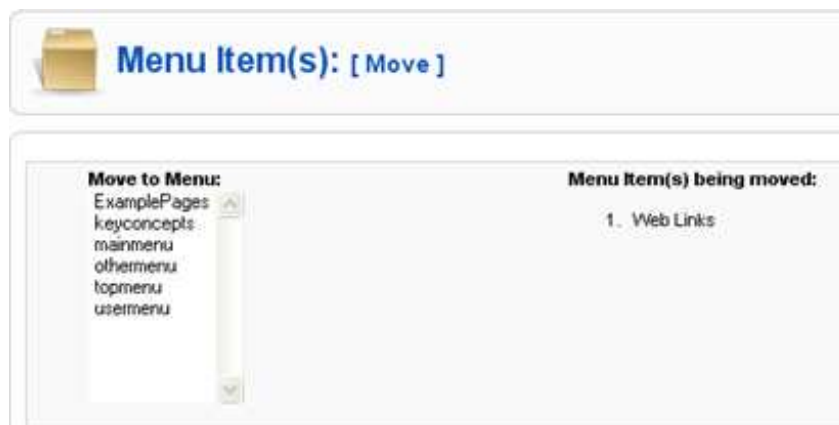 Menu Item(s): [ Move ]
Move to Menu:
ExamplePages
keyconcepts
mainmenu
othermenu
topmenu
usermenu
Menu Item(s) being moved:
1. Web Links